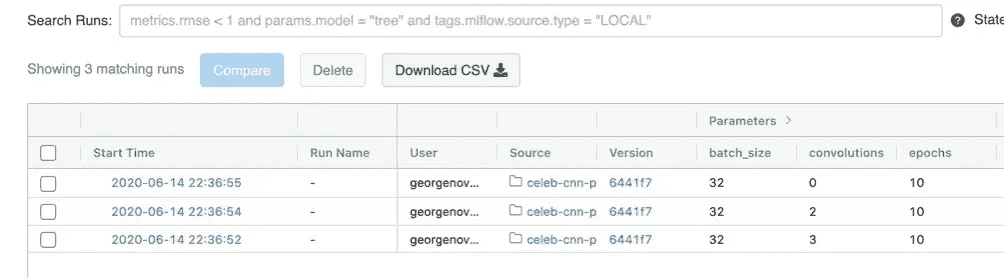 Search Runs: metrics.rmse < 1 and params.model = "tree" and tags.mlflow.source.type = "LOCAL" ? State
Showing 3 matching runs Compare Delete Download CSV
Parameters >
Start Time Run Name User Source Version batch_size convolutions epochs
2020-06-14 22:36:55 - georgenov... celeb-cnn-p 6441f7 32 0 10
2020-06-14 22:36:54 - georgenov... celeb-cnn-p 6441f7 32 2 10
2020-06-14 22:36:52 - georgenov... celeb-cnn-p 6441f7 32 3 10